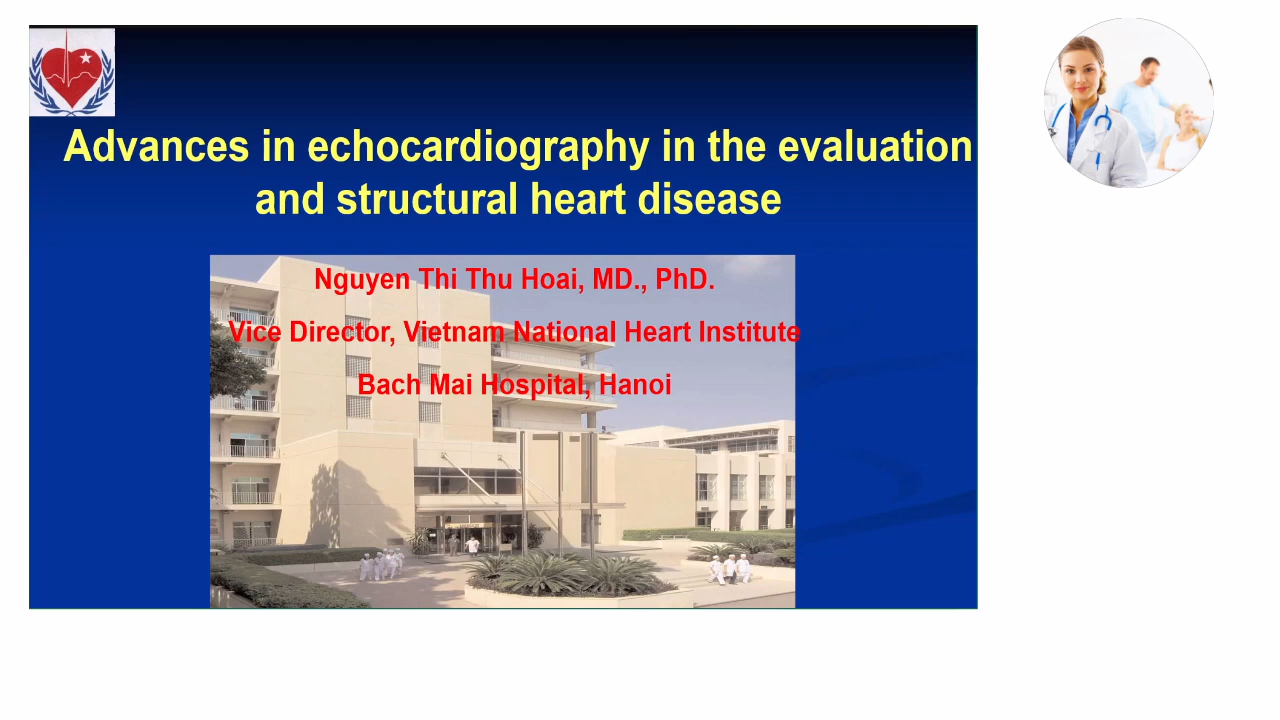 Advances in echocardiography in the evaluation
and structural heart disease
Nguyen Thi Thu Hoai, MD., PhD.
Vice Director, Vietnam National Heart Institute
Bach Mai Hospital, Hanoi